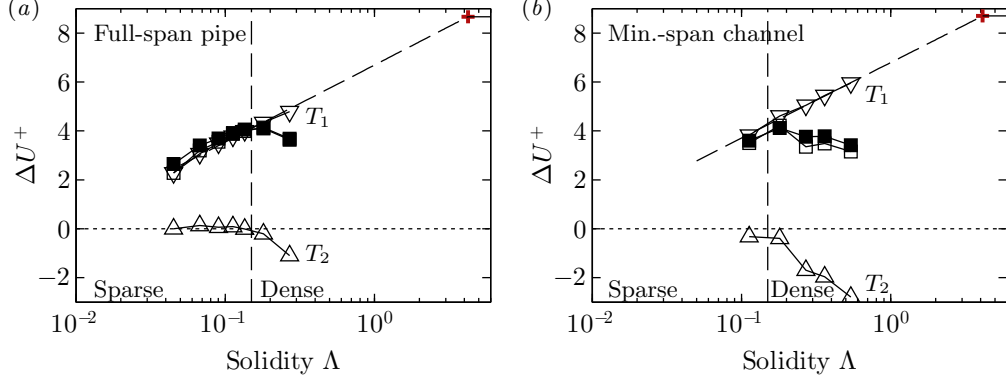 (a)
Full-span pipe
8
6
4
2
0
−2
ΔU⁺
T₁
T₂
Sparse
Dense
10⁻²
10⁻¹
10⁰
Solidity Λ
(b)
Min.-span channel
8
6
4
2
0
−2
ΔU⁺
T₁
T₂
Sparse
Dense
10⁻²
10⁻¹
10⁰
Solidity Λ